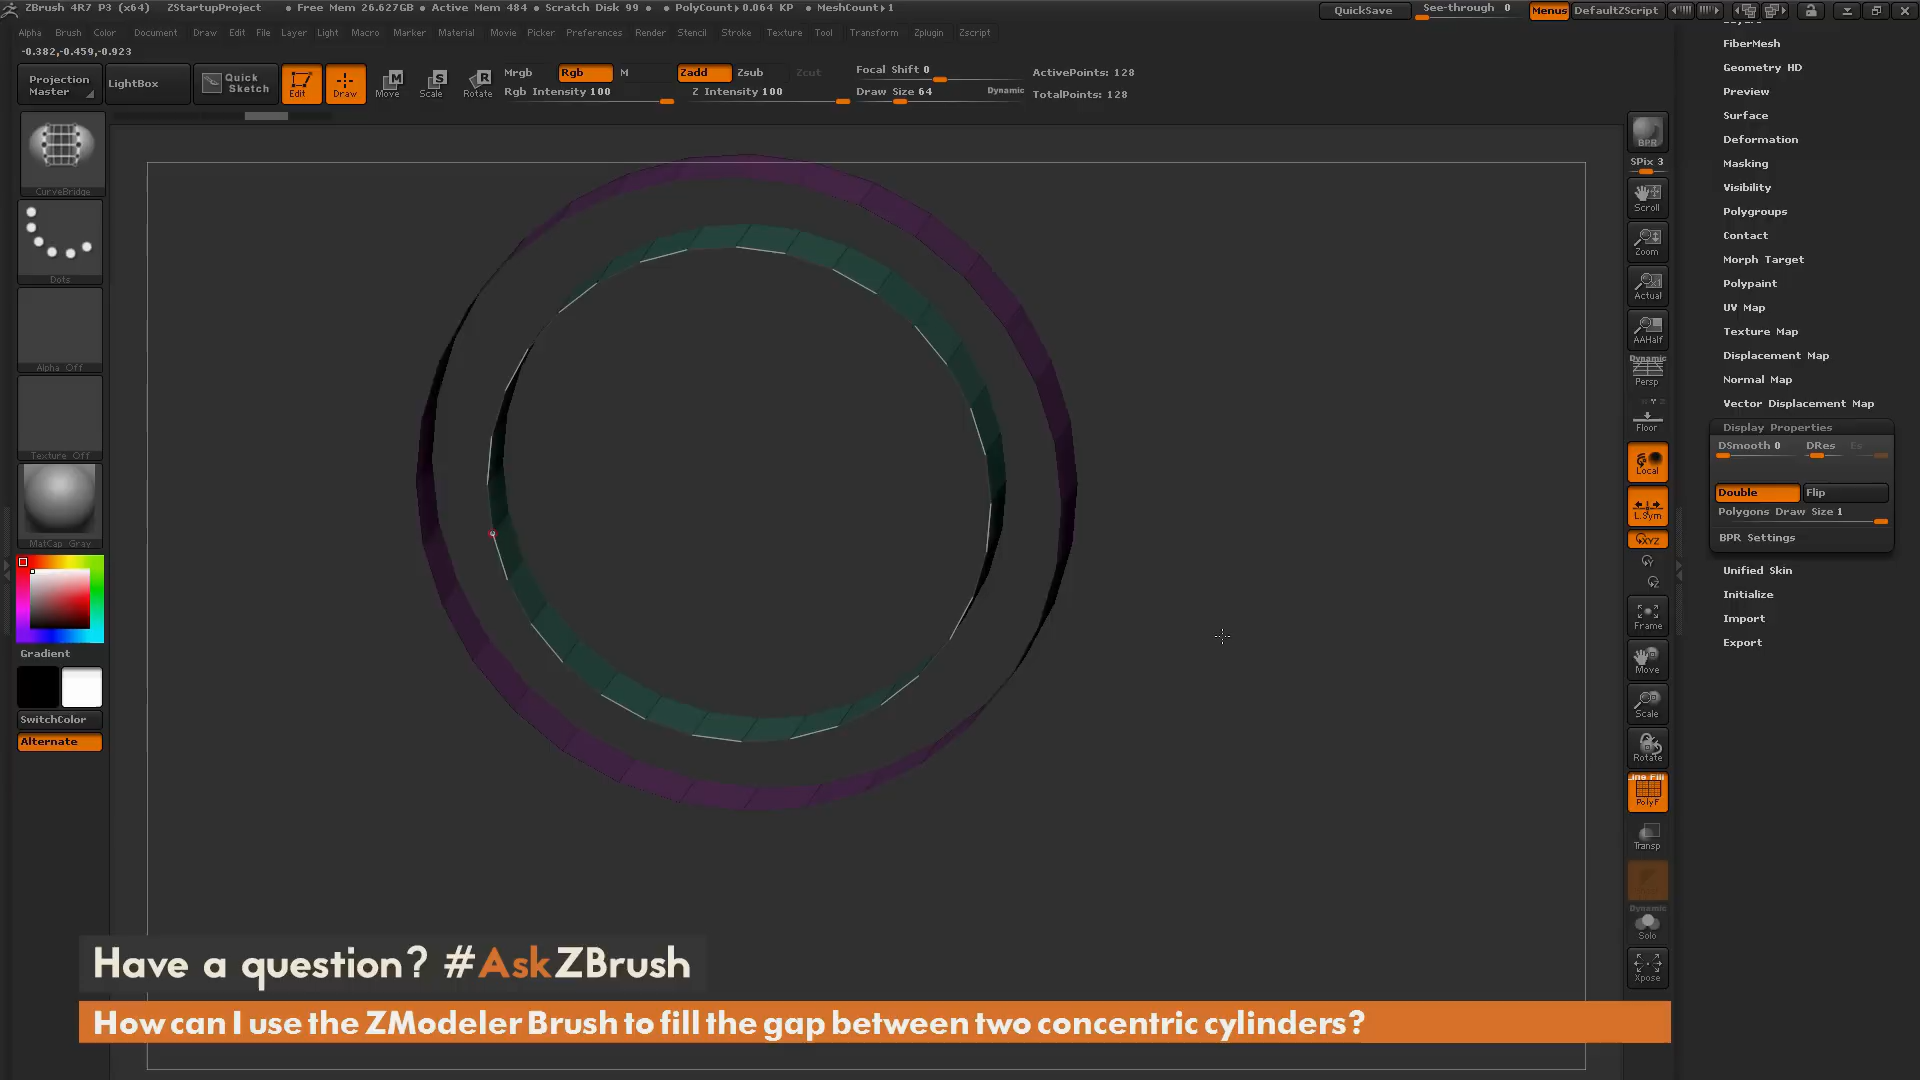 ZBrush 4R7 P3 (x64) ZStartupProject • Free Mem 26.627GB • Active Mem 484 • Scratch Disk 99 • PolyCount▸0.064 KP • MeshCount▸1 QuickSave See-through 0 Menus DefaultZScript
Alpha Brush Color Document Draw Edit File Layer Light Macro Marker Material Movie Picker Preferences Render Stencil Stroke Texture Tool Transform Zplugin Zscript
-0.382,-0.459,-0.923
Projection Master
LightBox
Quick Sketch
Edit
Draw
Move
Scale
Rotate
Mrgb Rgb M
Rgb Intensity 100
Zadd Zsub Zcut
Z Intensity 100
Focal Shift 0
Draw Size 64 Dynamic
ActivePoints: 128
TotalPoints: 128
CurveBridge
Dots
Alpha Off
Texture Off
MatCap Gray
Gradient
SwitchColor
Alternate
BPR
SPix 3
Scroll
Zoom
Actual
AAHalf
Dynamic
Persp
Floor
Local
L.Sym
XYZ
Y
Z
Frame
Move
Scale
Rotate
Line Fill
PolyF
Transp
Dynamic
Solo
Xpose
FiberMesh
Geometry HD
Preview
Surface
Deformation
Masking
Visibility
Polygroups
Contact
Morph Target
Polypaint
UV Map
Texture Map
Displacement Map
Normal Map
Vector Displacement Map
Display Properties
DSmooth 0 DRes Es
Double Flip
Polygons Draw Size 1
BPR Settings
Unified Skin
Initialize
Import
Export
Have a question? #AskZBrush
How can I use the ZModeler Brush to fill the gap between two concentric cylinders?